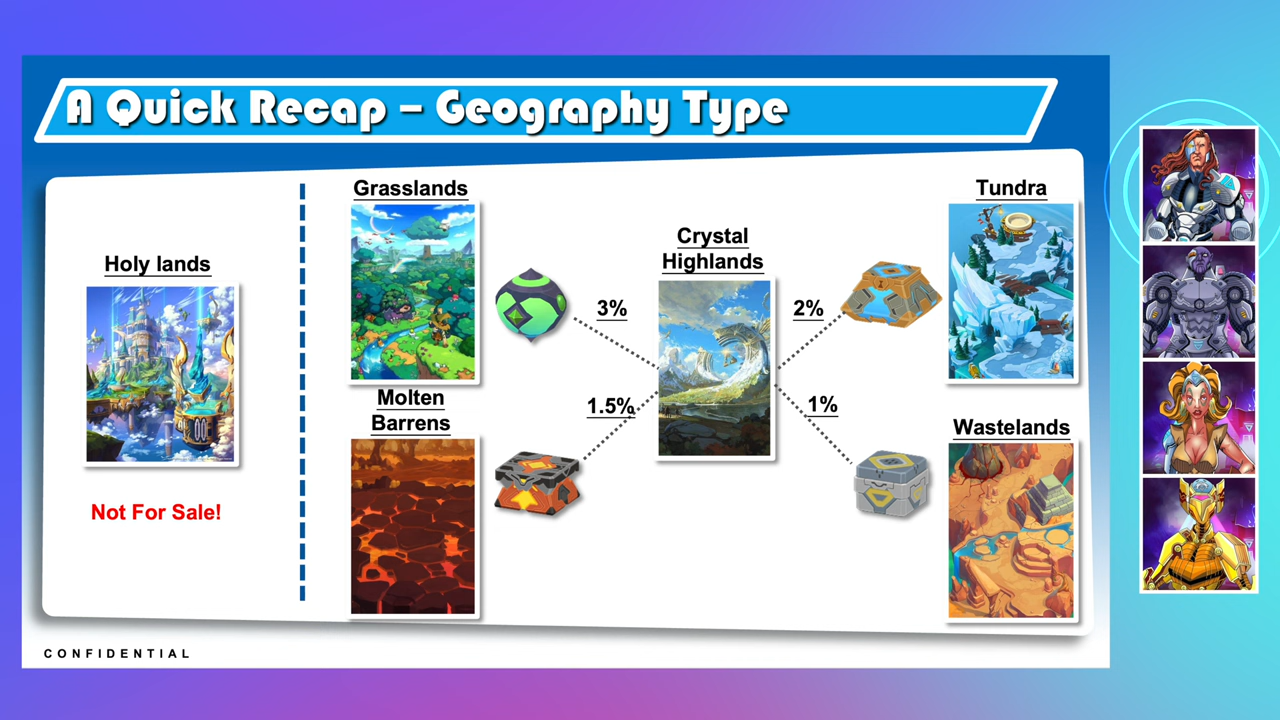 A Quick Recap – Geography Type
Holy lands
Not For Sale!
Grasslands
3%
Molten
Barrens
1.5%
Crystal
Highlands
2%
1%
Tundra
Wastelands
CONFIDENTIAL